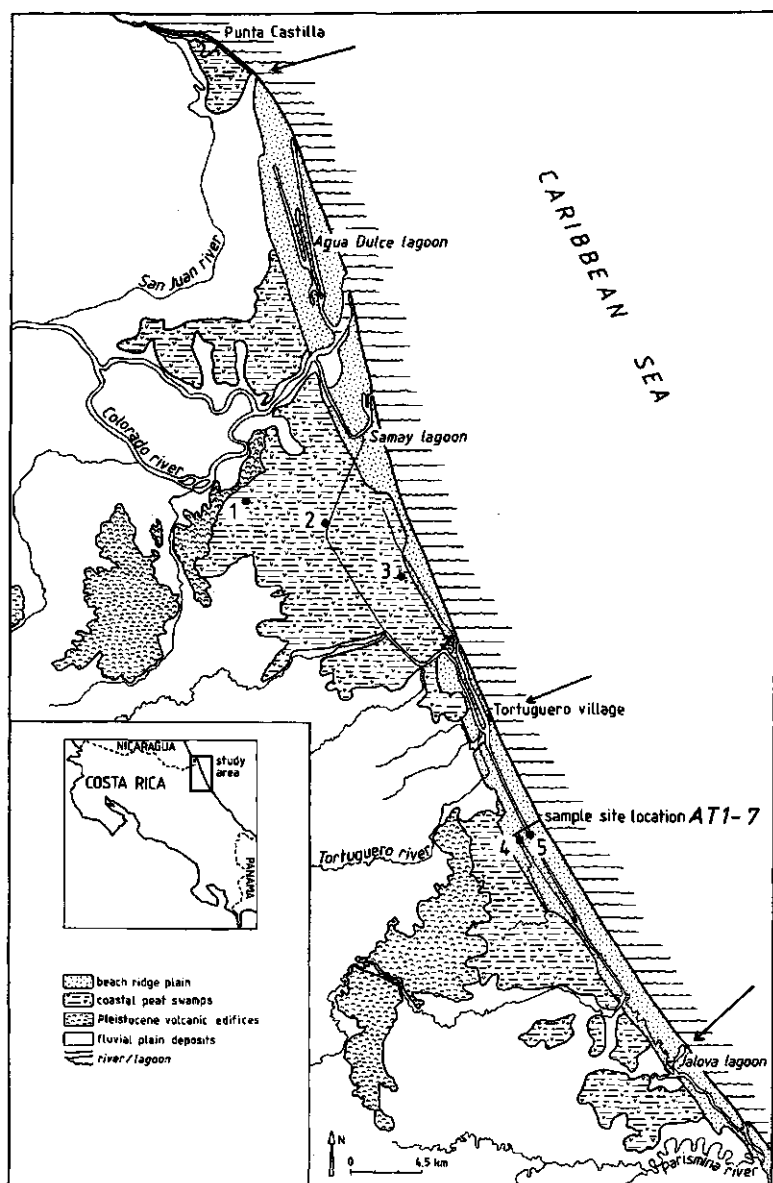 Punta Castilla
CARIBBEAN SEA
Agua Dulce lagoon
San Juan river
Colorado river
Samay lagoon
1
2
3
Tortuguero village
sample site location AT1-7
4
5
Tortuguero river
NICARAGUA
study
area
COSTA RICA
PANAMA
beach ridge plain
coastal peat swamps
Pleistocene volcanic edifices
fluvial plain deposits
river/lagoon
Jalova lagoon
parismina river
N
0 4.5 km